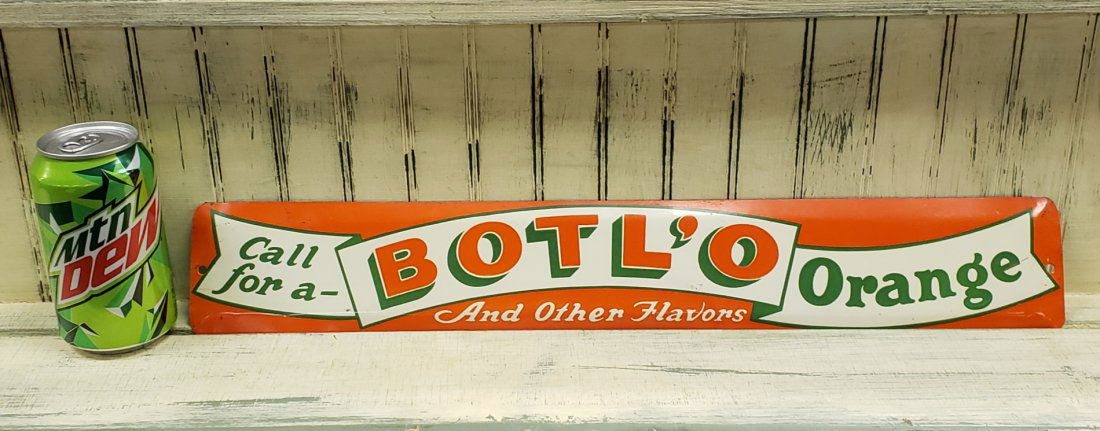 Mtn
DEW
Call
for a-
BOTL'O
Orange
And Other Flavors